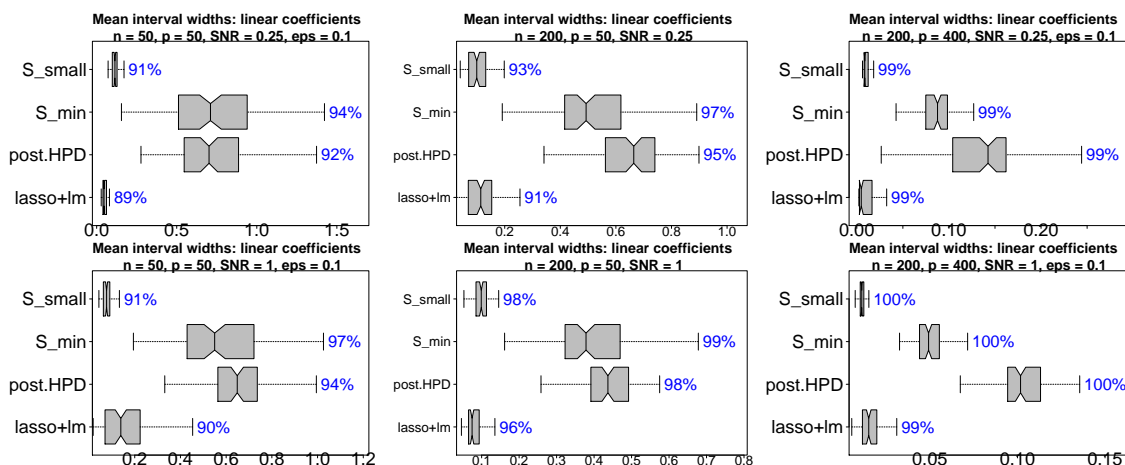 Mean interval widths: linear coefficients
n = 50, p = 50, SNR = 0.25, eps = 0.1
S_small
91%
S_min
94%
post.HPD
92%
lasso+lm
89%
0.0 0.5 1.0 1.5
Mean interval widths: linear coefficients
n = 200, p = 50, SNR = 0.25
S_small
93%
S_min
97%
post.HPD
95%
lasso+lm
91%
0.2 0.4 0.6 0.8 1.0
Mean interval widths: linear coefficients
n = 200, p = 400, SNR = 0.25, eps = 0.1
S_small
99%
S_min
99%
post.HPD
99%
lasso+lm
99%
0.00 0.10 0.20
Mean interval widths: linear coefficients
n = 50, p = 50, SNR = 1, eps = 0.1
S_small
91%
S_min
97%
post.HPD
94%
lasso+lm
90%
0.2 0.4 0.6 0.8 1.0 1.2
Mean interval widths: linear coefficients
n = 200, p = 50, SNR = 1
S_small
98%
S_min
99%
post.HPD
98%
lasso+lm
96%
0.1 0.2 0.3 0.4 0.5 0.6 0.7 0.8
Mean interval widths: linear coefficients
n = 200, p = 400, SNR = 1, eps = 0.1
S_small
100%
S_min
100%
post.HPD
100%
lasso+lm
99%
0.05 0.10 0.15